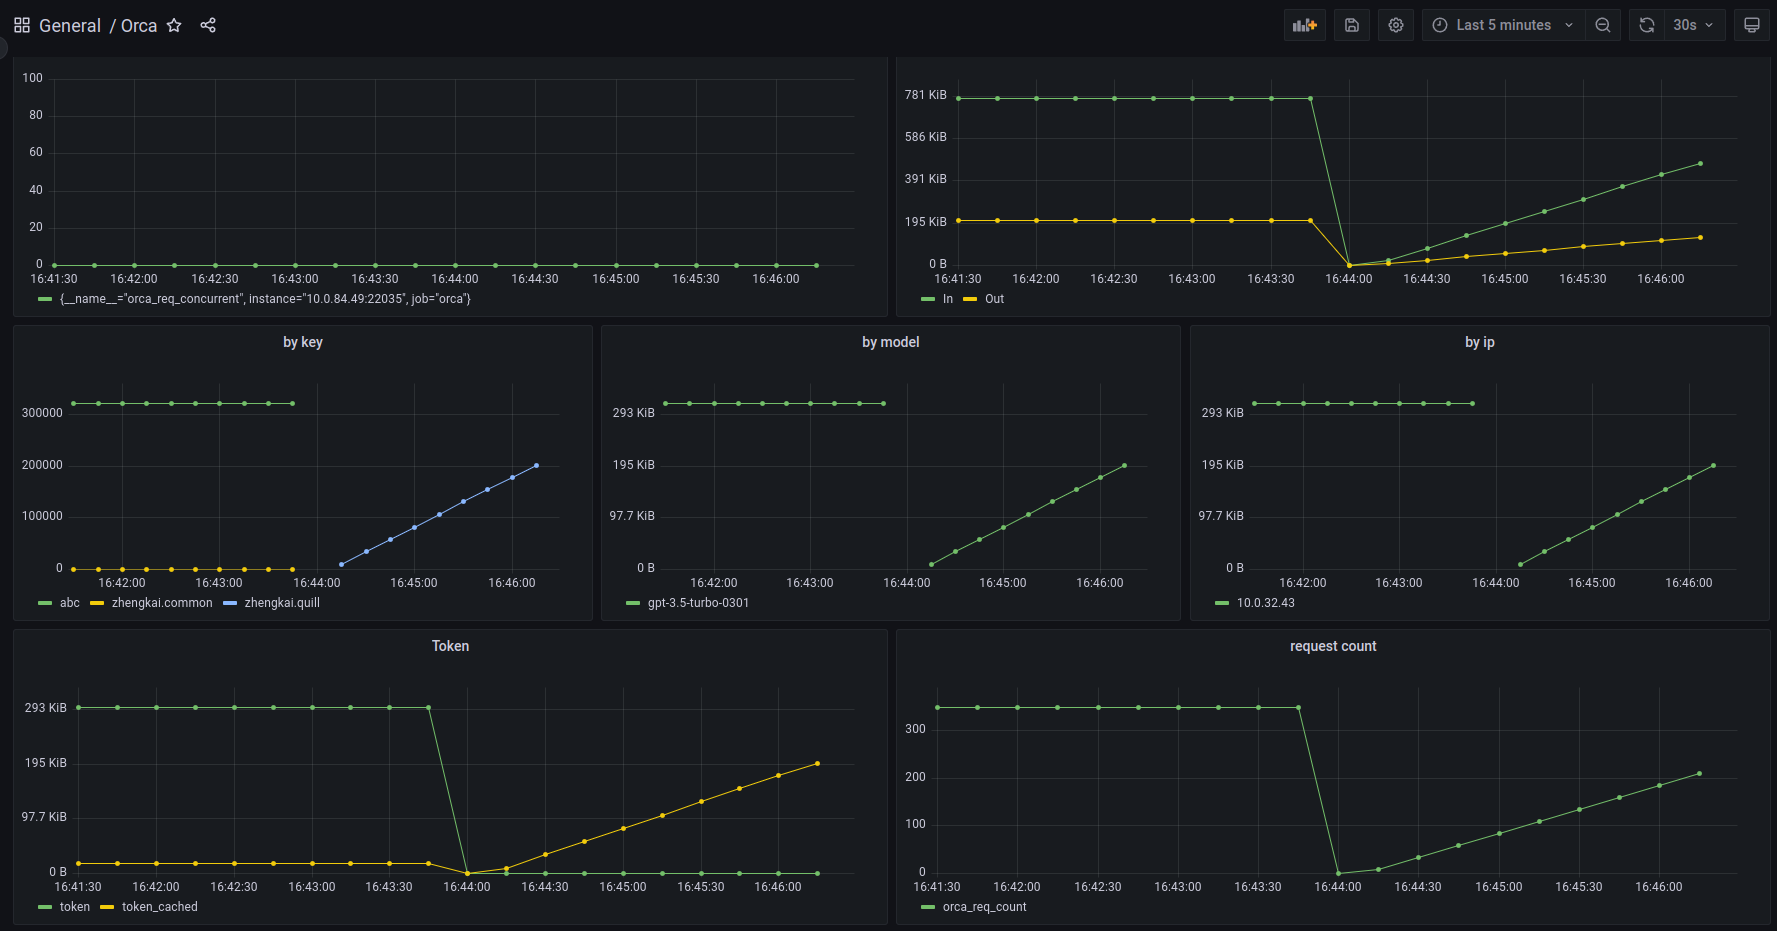 General / Orca
Last 5 minutes
30s
100
80
60
40
20
0
16:41:30 16:42:00 16:42:30 16:43:00 16:43:30 16:44:00 16:44:30 16:45:00 16:45:30 16:46:00
{__name__="orca_req_concurrent", instance="10.0.84.49:22035", job="orca"}
781 KiB
586 KiB
391 KiB
195 KiB
0 B
16:41:30 16:42:00 16:42:30 16:43:00 16:43:30 16:44:00 16:44:30 16:45:00 16:45:30 16:46:00
In Out
by key
300000
200000
100000
0
16:42:00 16:43:00 16:44:00 16:45:00 16:46:00
abc zhengkai.common zhengkai.quill
by model
293 KiB
195 KiB
97.7 KiB
0 B
16:42:00 16:43:00 16:44:00 16:45:00 16:46:00
gpt-3.5-turbo-0301
by ip
293 KiB
195 KiB
97.7 KiB
0 B
16:42:00 16:43:00 16:44:00 16:45:00 16:46:00
10.0.32.43
Token
293 KiB
195 KiB
97.7 KiB
0 B
16:41:30 16:42:00 16:42:30 16:43:00 16:43:30 16:44:00 16:44:30 16:45:00 16:45:30 16:46:00
token token_cached
request count
300
200
100
0
16:41:30 16:42:00 16:42:30 16:43:00 16:43:30 16:44:00 16:44:30 16:45:00 16:45:30 16:46:00
orca_req_count